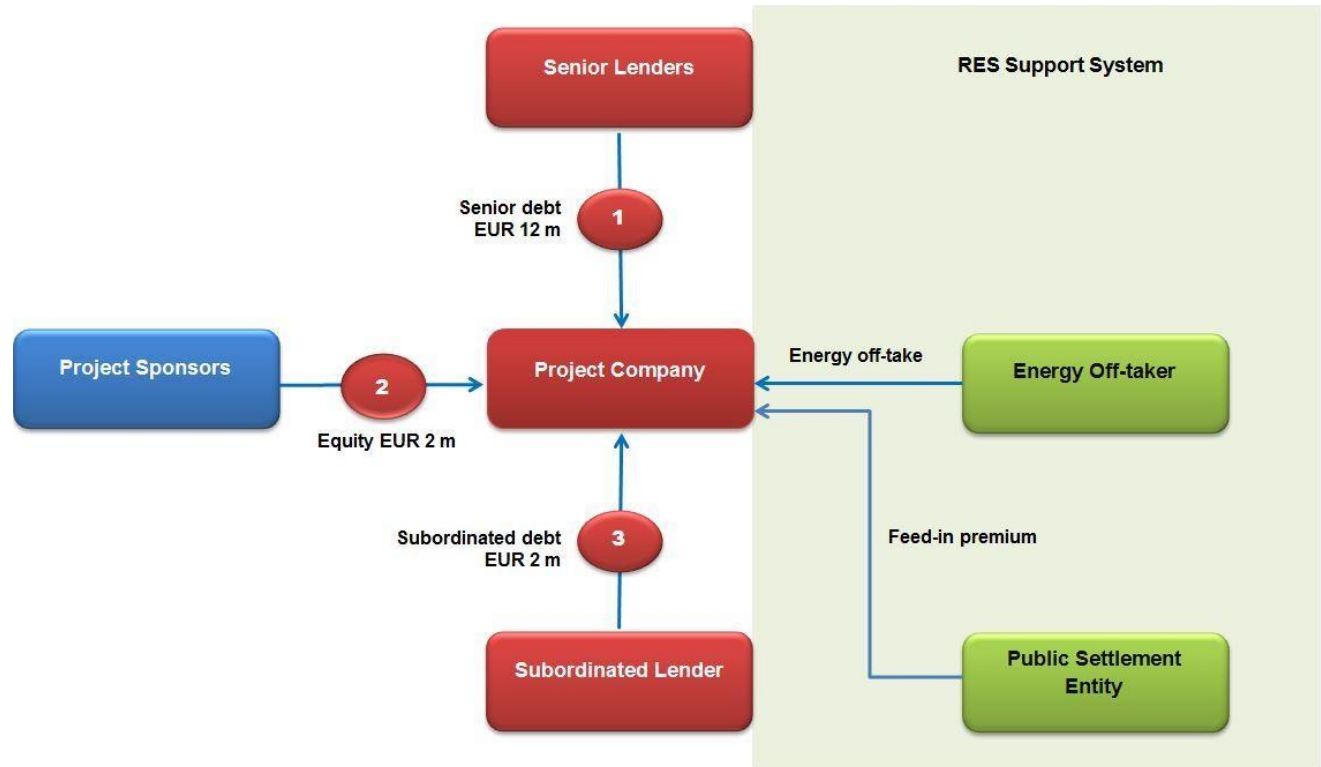 Senior Lenders
RES Support System
Senior debt
EUR 12 m
1
Project Sponsors
2
Equity EUR 2 m
Project Company
Energy off-take
Energy Off-taker
Subordinated debt
EUR 2 m
3
Feed-in premium
Subordinated Lender
Public Settlement
Entity